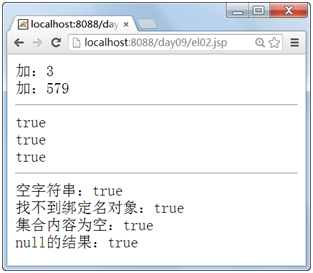 localhost:8088/day
localhost:8088/day09/el02.jsp
加：3
加：579
true
true
true
空字符串：true
找不到绑定名对象：true
集合内容为空：true
null的结果：true